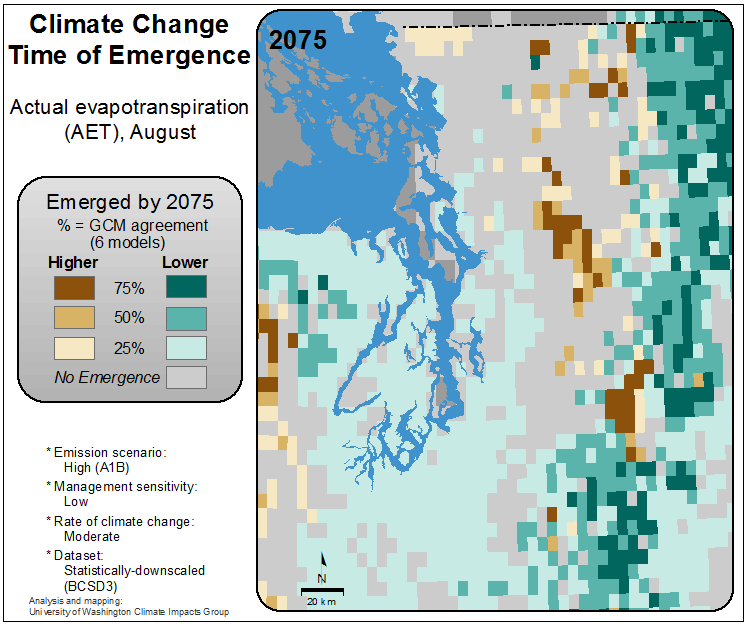 Climate Change
Time of Emergence
Actual evapotranspiration
(AET), August
Emerged by 2075
% = GCM agreement
(6 models)
Higher Lower
75%
50%
25%
No Emergence
* Emission scenario:
High (A1B)
* Management sensitivity:
Low
* Rate of climate change:
Moderate
* Dataset:
Statistically-downscaled
(BCSD3)
Analysis and mapping:
University of Washington Climate Impacts Group
2075
N
20 km